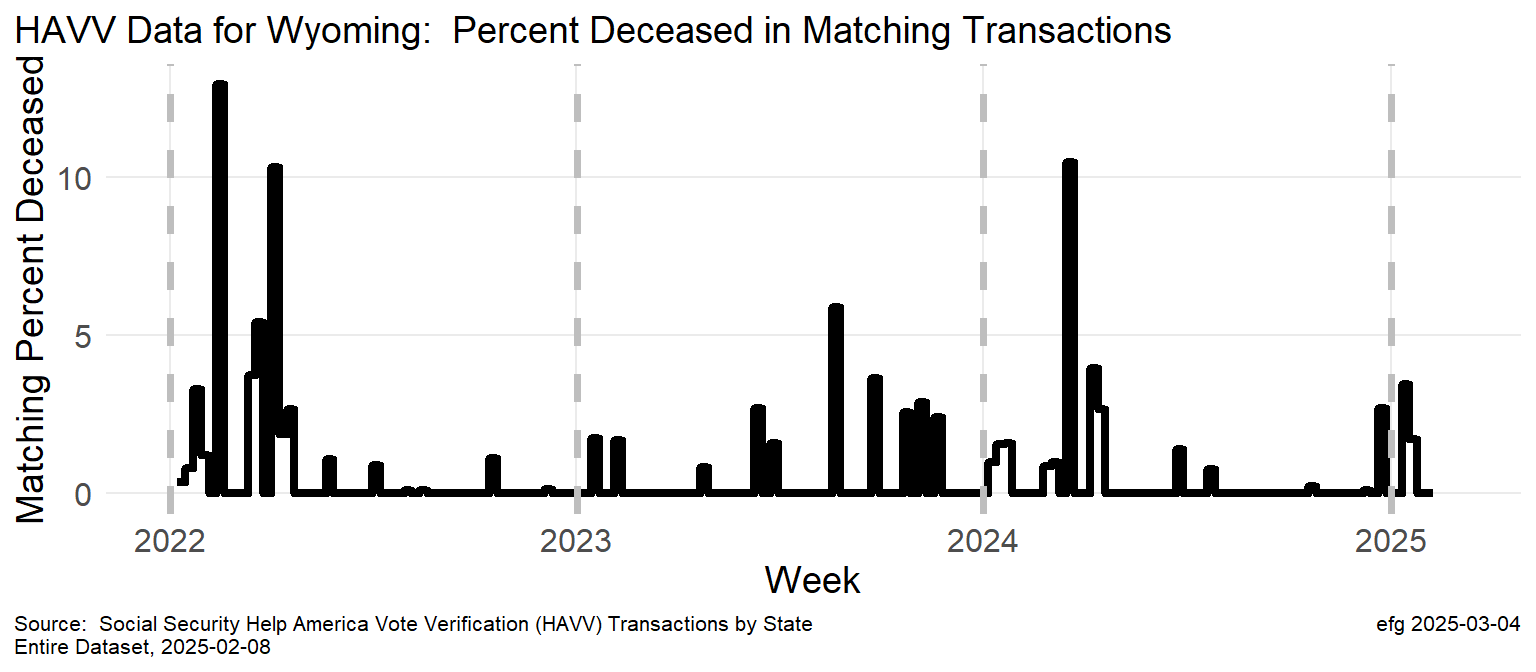 HAVV Data for Wyoming:  Percent Deceased in Matching Transactions
Matching Percent Deceased
10
5
0
2022
2023
2024
2025
Week
Source:  Social Security Help America Vote Verification (HAVV) Transactions by State
Entire Dataset, 2025-02-08
efg 2025-03-04